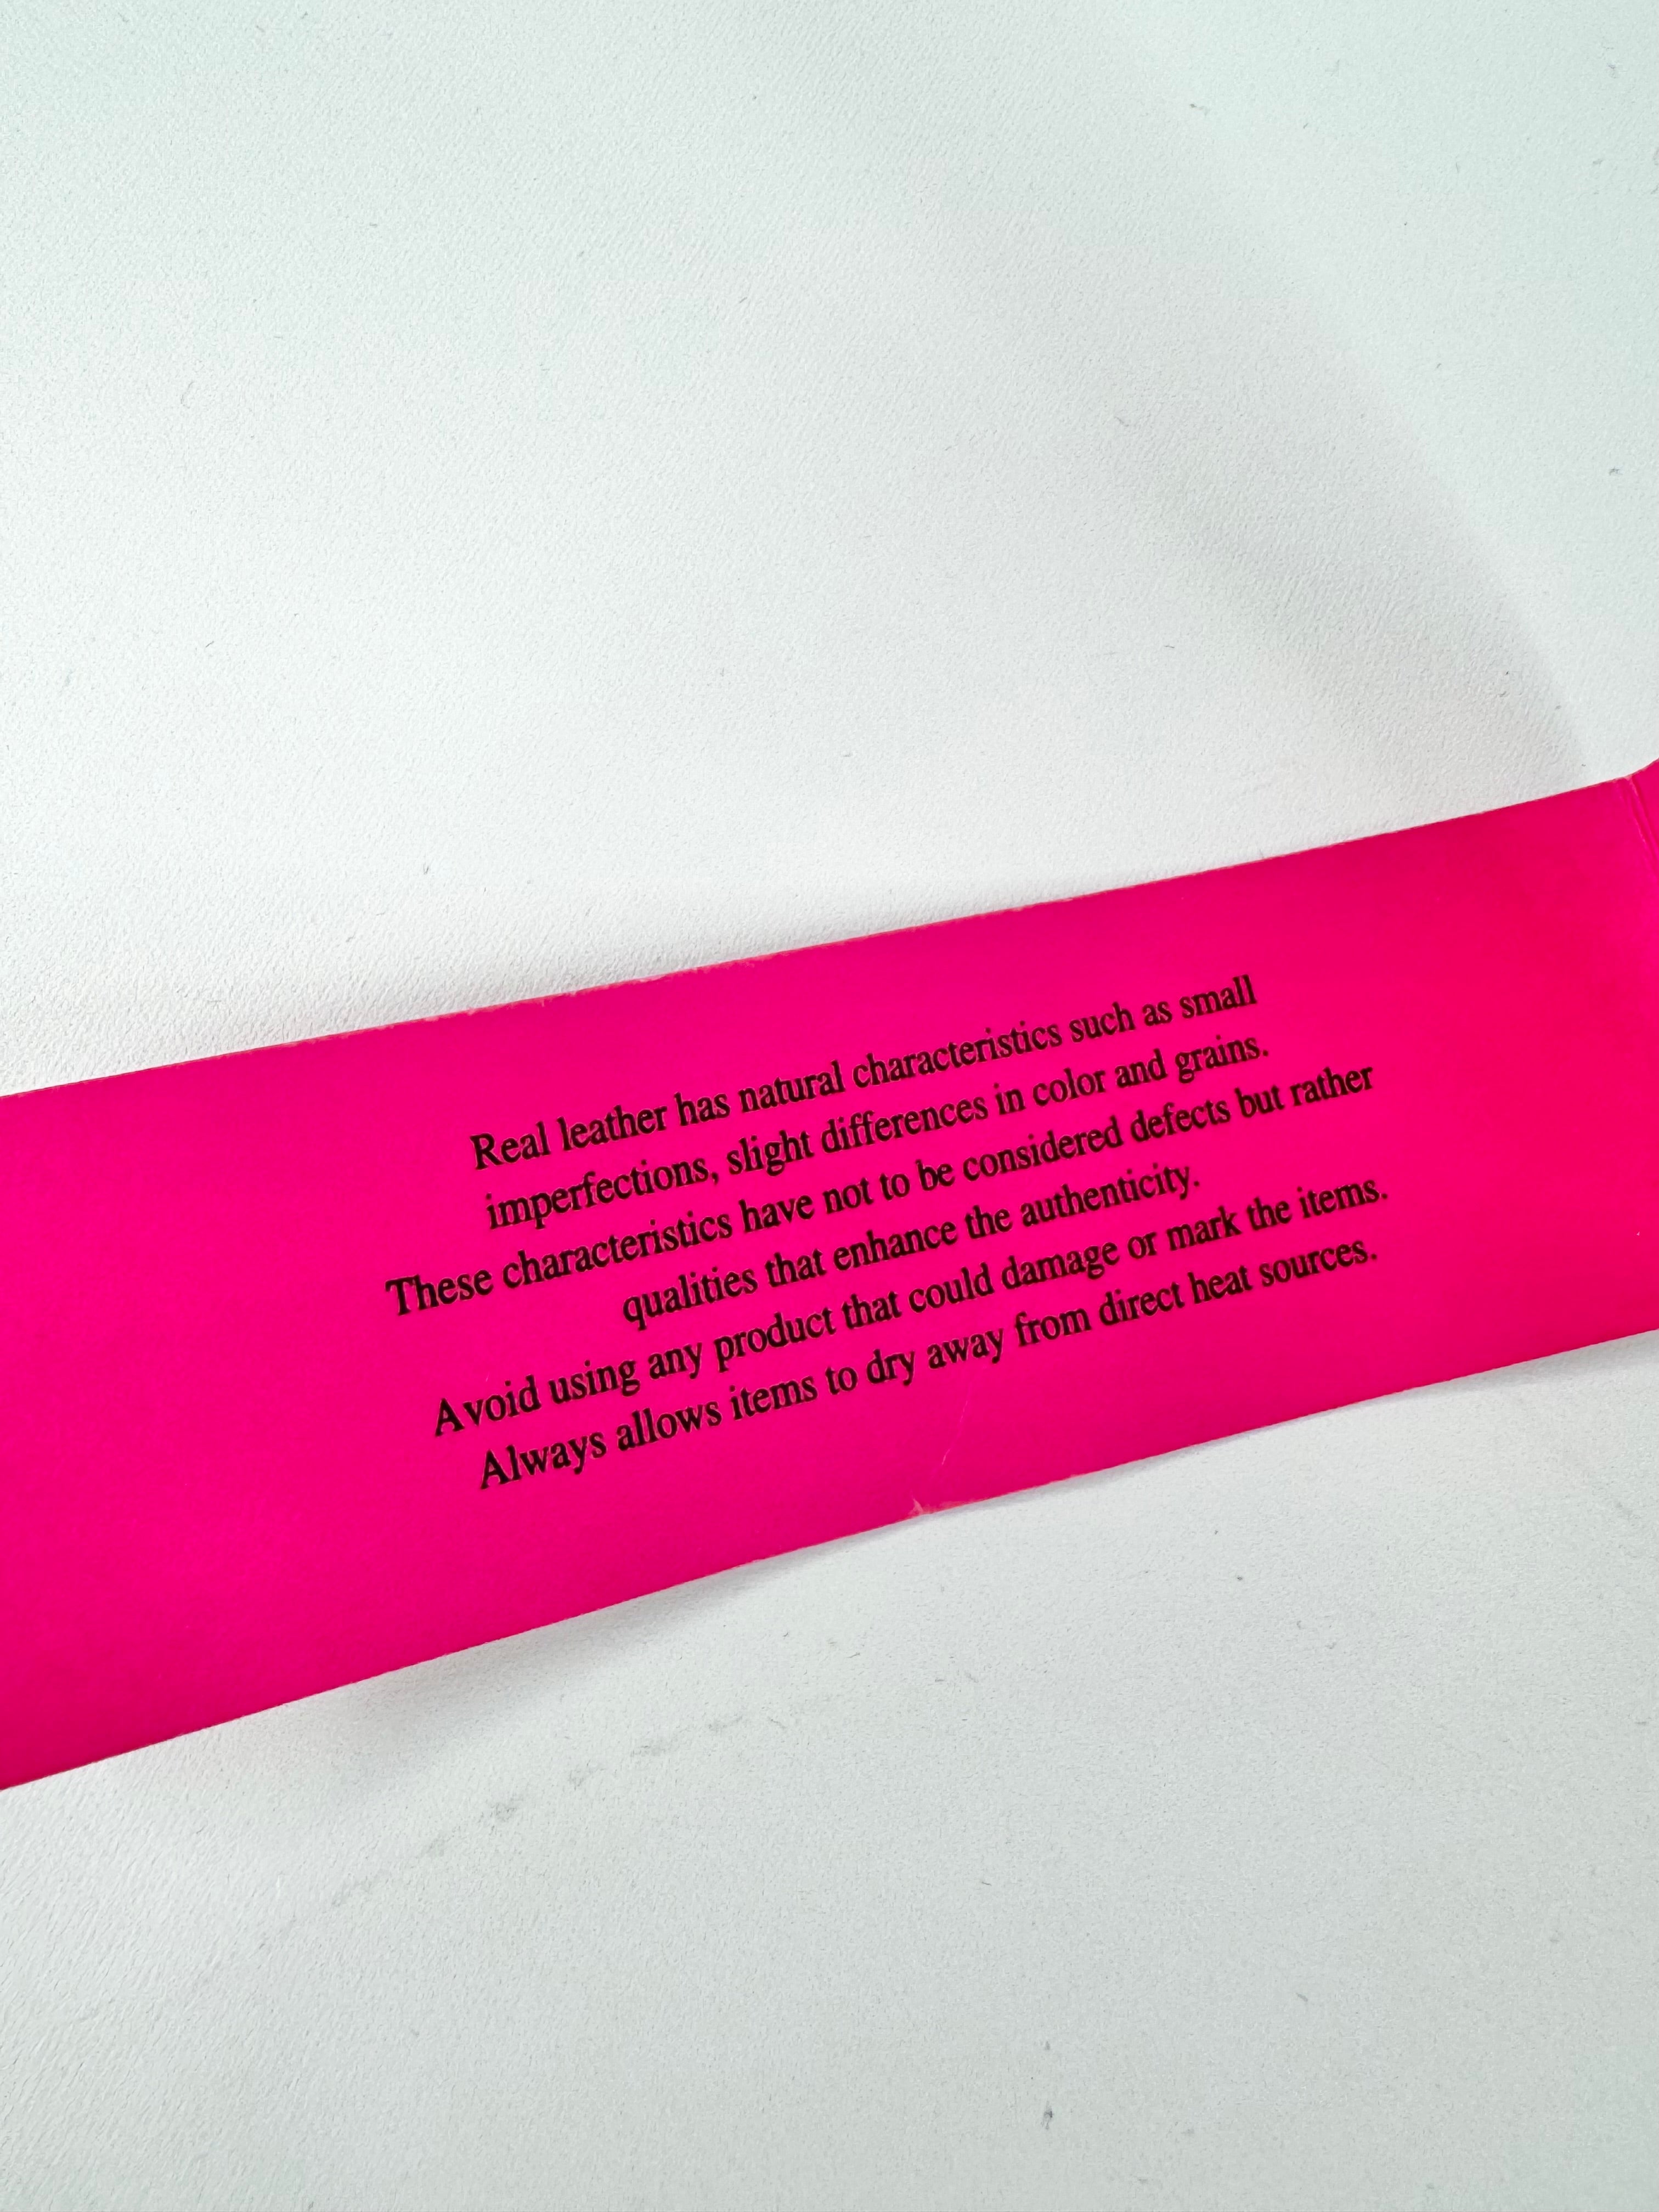 Real leather has natural characteristics such as small
imperfections, slight differences in color and grains.
These characteristics have not to be considered defects but rather
qualities that enhance the authenticity.
Avoid using any product that could damage or mark the items.
Always allows items to dry away from direct heat sources.